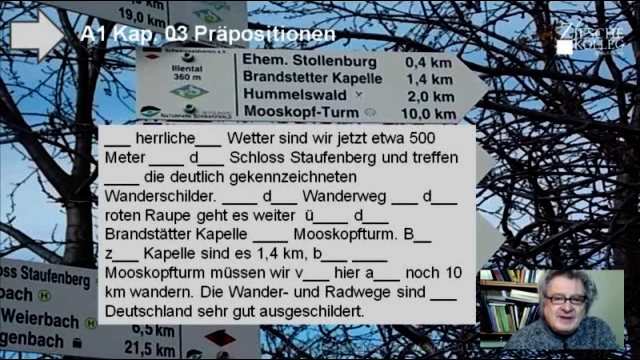 19,0 km
A1 Kap. 03 Präpositionen
ZIESCHE
KOLLEG
Schwarzwaldverein e.V.
Illental
360 m
NATURPARK SCHWARZWALD
Ehem. Stollenburg 0,4 km
Brandstetter Kapelle 1,4 km
Hummelswald 2,0 km
Mooskopf-Turm 10,0 km
___ herrliche___ Wetter sind wir jetzt etwa 500
Meter ____ d___ Schloss Staufenberg und treffen
____ die deutlich gekennzeichneten
Wanderschilder. ____ d___ Wanderweg ___ d___
roten Raupe geht es weiter ü____ d___
Brandstätter Kapelle ____ Mooskopfturm. B__
z___ Kapelle sind es 1,4 km, b___ ____
Mooskopfturm müssen wir v___ hier a___ noch 10
km wandern. Die Wander- und Radwege sind ___
Deutschland sehr gut ausgeschildert.
oss Staufenberg
bach H
Weierbach H
genbach
6,5 km
21,5 km